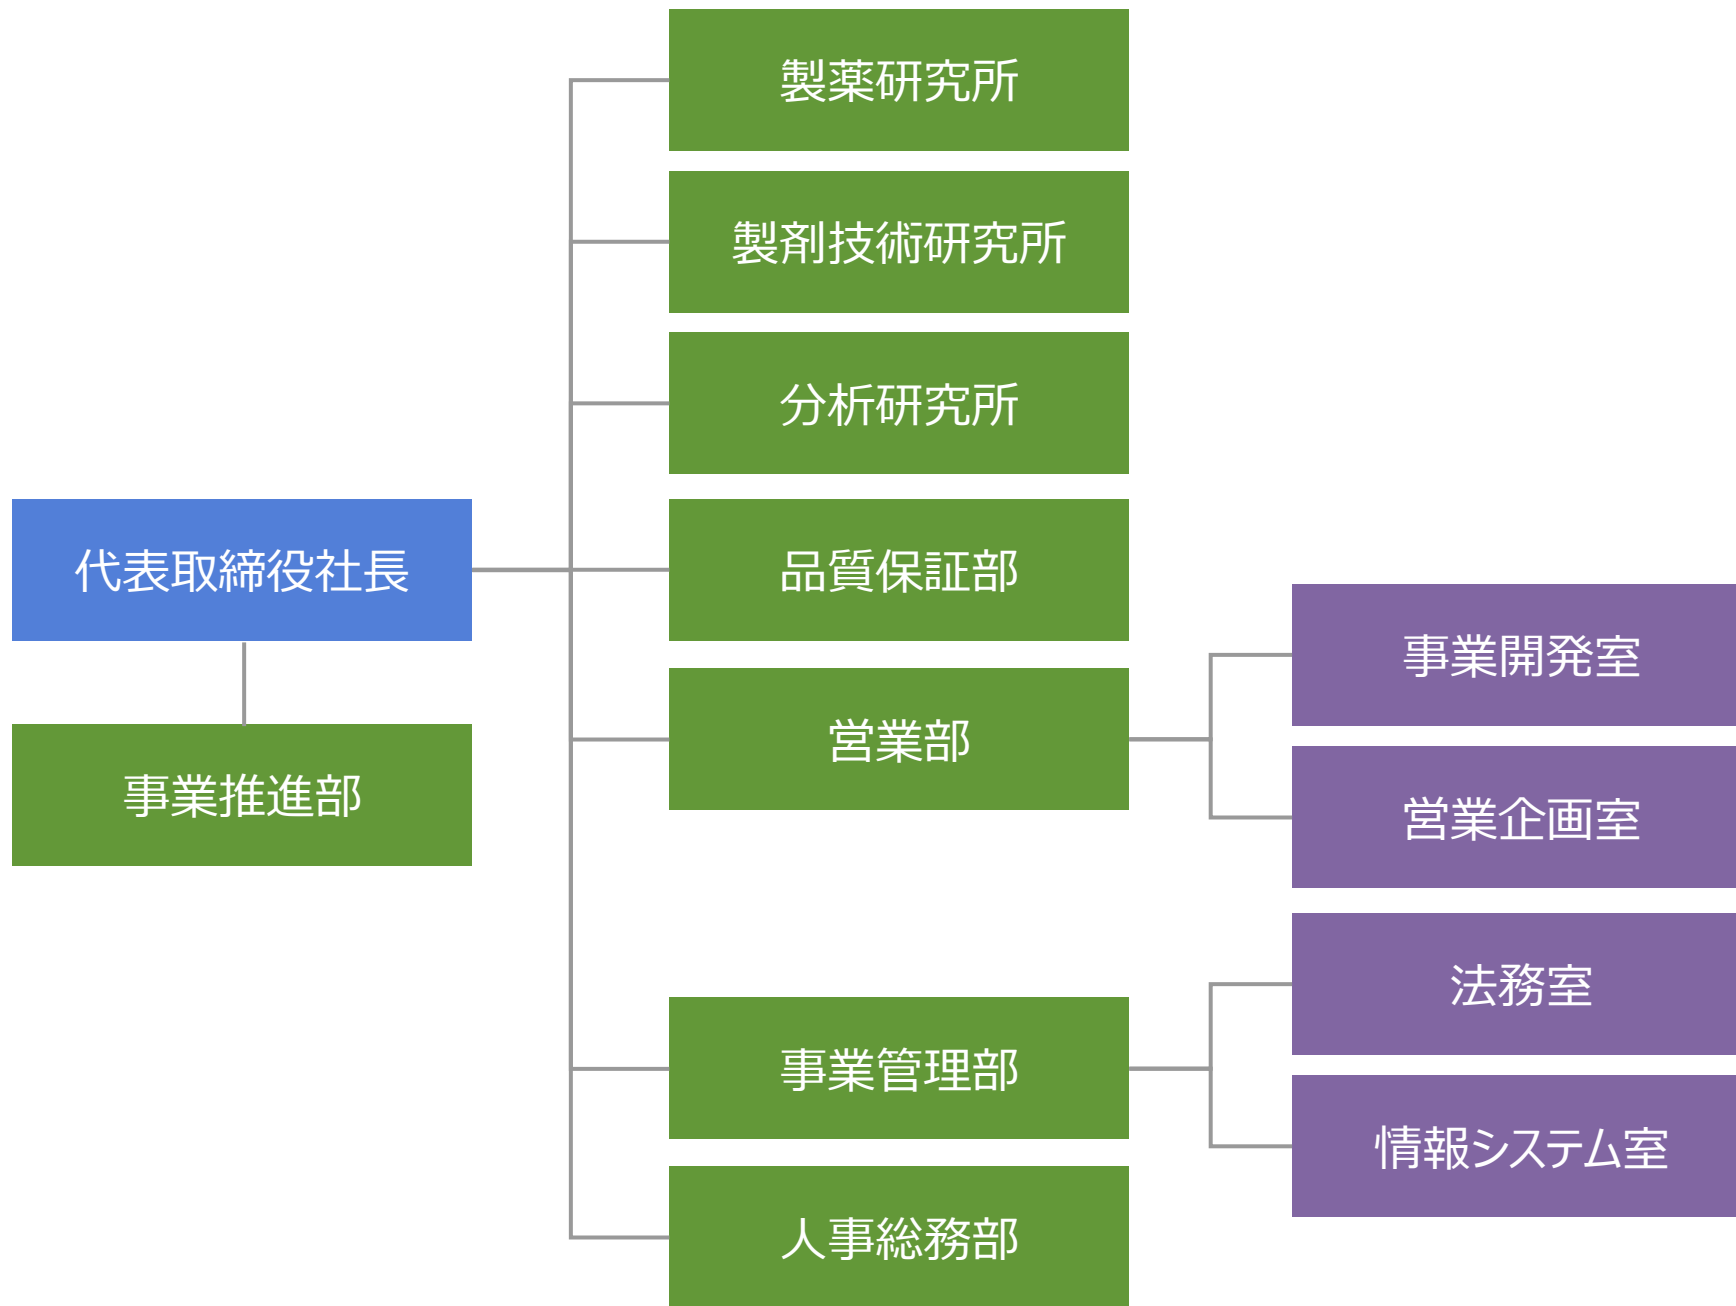 代表取締役社長
事業推進部
製薬研究所
製剤技術研究所
分析研究所
品質保証部
営業部
事業開発室
営業企画室
事業管理部
法務室
情報システム室
人事総務部